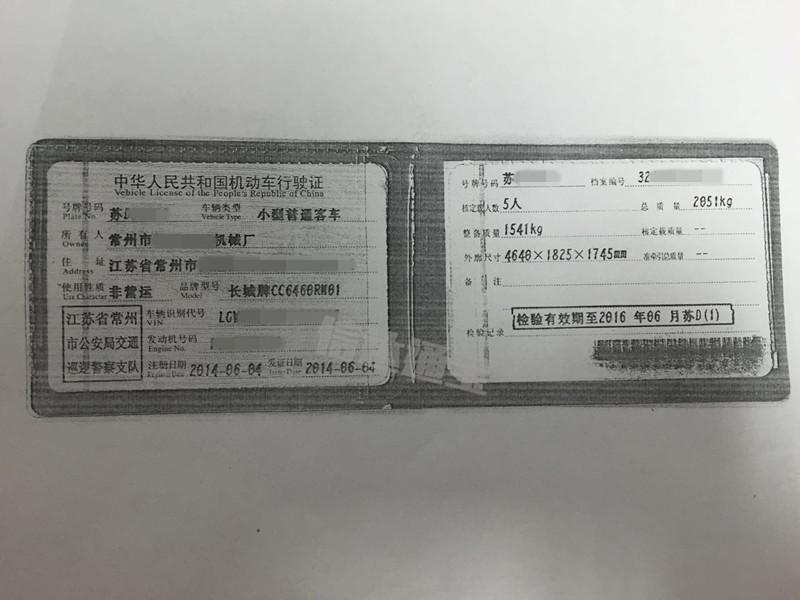 中华人民共和国机动车行驶证
Vehicle License of the People's Republic of China
号牌号码 苏D 车辆类型 小型普通客车
Plate No. Vehicle Type
所有人 常州市 机械厂
Owner
住址 江苏省常州市
Address
使用性质 非营运 品牌型号 长城牌CC6460RM01
Use Character Model
江苏省常州
市公安局交通
巡逻警察支队
车辆识别代号 LGW
VIN
发动机号码
Engine No.
注册日期 2014-06-04 发证日期 2014-06-04
Register Date Issue Date
号牌号码 苏 档案编号 32
核定载人数 5人 总质量 2051kg
整备质量 1541kg 核定载质量 --
外廓尺寸 4640×1825×1745mm 准牵引总质量 --
备注
检验有效期至2016年06月苏D(1)
检验记录